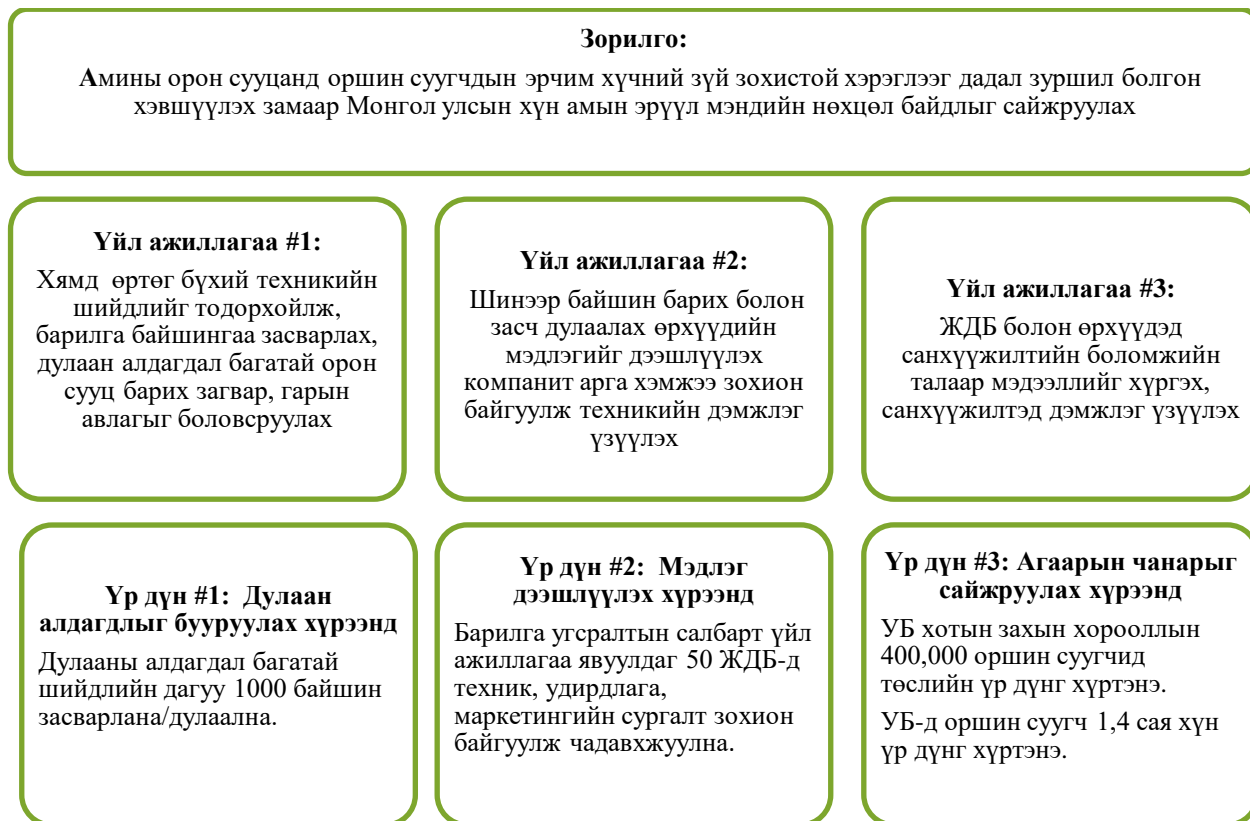 Зорилго:
Амины орон сууцанд оршин суугчдын эрчим хүчний зүй зохистой хэрэглээг дадал зуршил болгон
хэвшүүлэх замаар Монгол улсын хүн амын эрүүл мэндийн нөхцөл байдлыг сайжруулах
Үйл ажиллагаа #1:
Хямд өртөг бүхий техникийн
шийдлийг тодорхойлж,
барилга байшингаа засварлах,
дулаан алдагдал багатай орон
сууц барих загвар, гарын
авлагыг боловсруулах
Үйл ажиллагаа #2:
Шинээр байшин барих болон
засч дулаалах өрхүүдийн
мэдлэгийг дээшлүүлэх
компанит арга хэмжээ зохион
байгуулж техникийн дэмжлэг
үзүүлэх
Үйл ажиллагаа #3:
ЖДБ болон өрхүүдэд
санхүүжилтийн боломжийн
талаар мэдээллийг хүргэх,
санхүүжилтэд дэмжлэг үзүүлэх
Үр дүн #1: Дулаан
алдагдлыг бууруулах хүрээнд
Дулааны алдагдал багатай
шийдлийн дагуу 1000 байшин
засварлана/дулаална.
Үр дүн #2: Мэдлэг
дээшлүүлэх хүрээнд
Барилга угсралтын салбарт үйл
ажиллагаа явуулдаг 50 ЖДБ-д
техник, удирдлага,
маркетингийн сургалт зохион
байгуулж чадавхжуулна.
Үр дүн #3: Агаарын чанарыг
сайжруулах хүрээнд
УБ хотын захын хорооллын
400,000 оршин суугчид
төслийн үр дүнг хүртэнэ.
УБ-д оршин суугч 1,4 сая хүн
үр дүнг хүртэнэ.